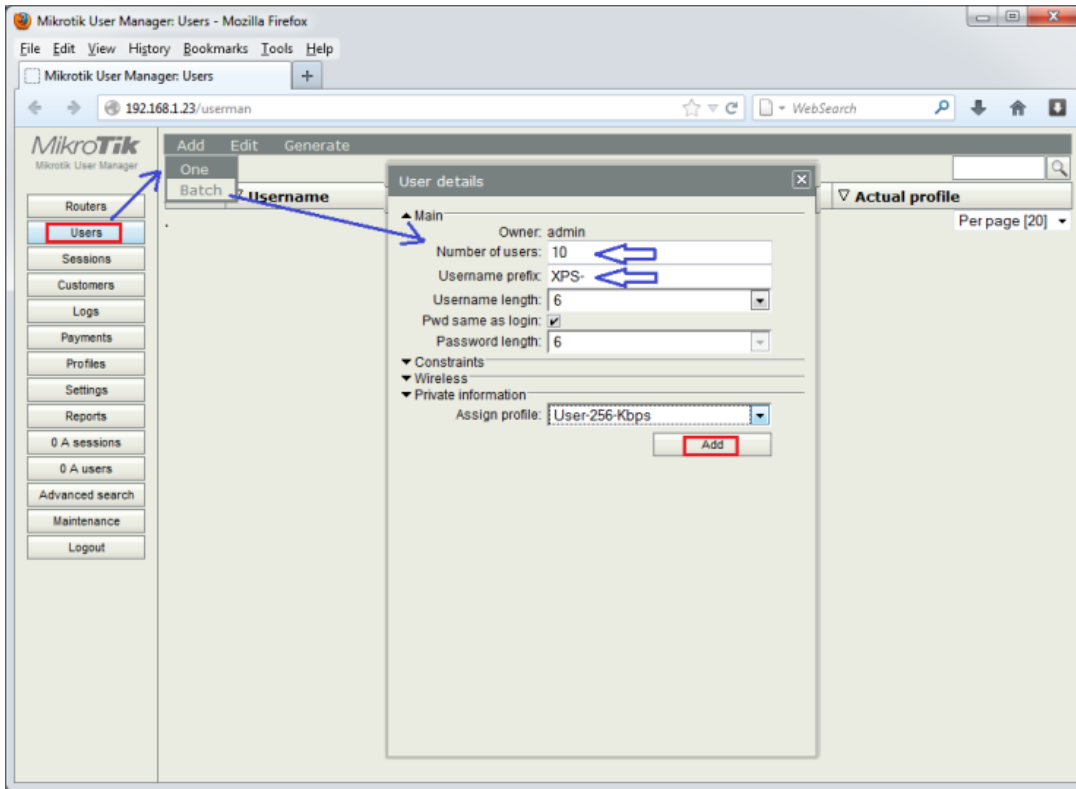 Mikrotik User Manager: Users - Mozilla Firefox
File Edit View History Bookmarks Tools Help
Mikrotik User Manager: Users +
192.168.1.23/userman WebSearch
MikroTik
Mikrotik User Manager
Add Edit Generate
One
Batch
Username
Actual profile
Per page [20]
Routers
Users
Sessions
Customers
Logs
Payments
Profiles
Settings
Reports
0 A sessions
0 A users
Advanced search
Maintenance
Logout
User details
Main
Owner: admin
Number of users: 10
Username prefix: XPS-
Username length: 6
Pwd same as login:
Password length: 6
Constraints
Wireless
Private information
Assign profile: User-256-Kbps
Add